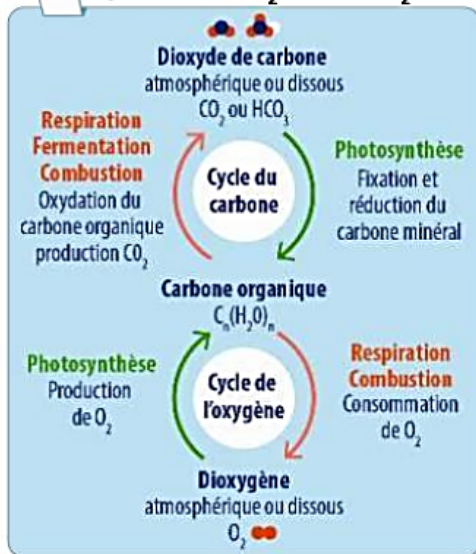 Dioxyde de carbone
atmosphérique ou dissous
CO₂ ou HCO₃
Respiration
Fermentation
Combustion
Oxydation du
carbone organique
production CO₂
Cycle du
carbone
Photosynthèse
Fixation et
réduction du
carbone minéral
Carbone organique
Cₙ(H₂O)ₙ
Photosynthèse
Production
de O₂
Cycle de
l'oxygène
Respiration
Combustion
Consommation
de O₂
Dioxygène
atmosphérique ou dissous
O₂